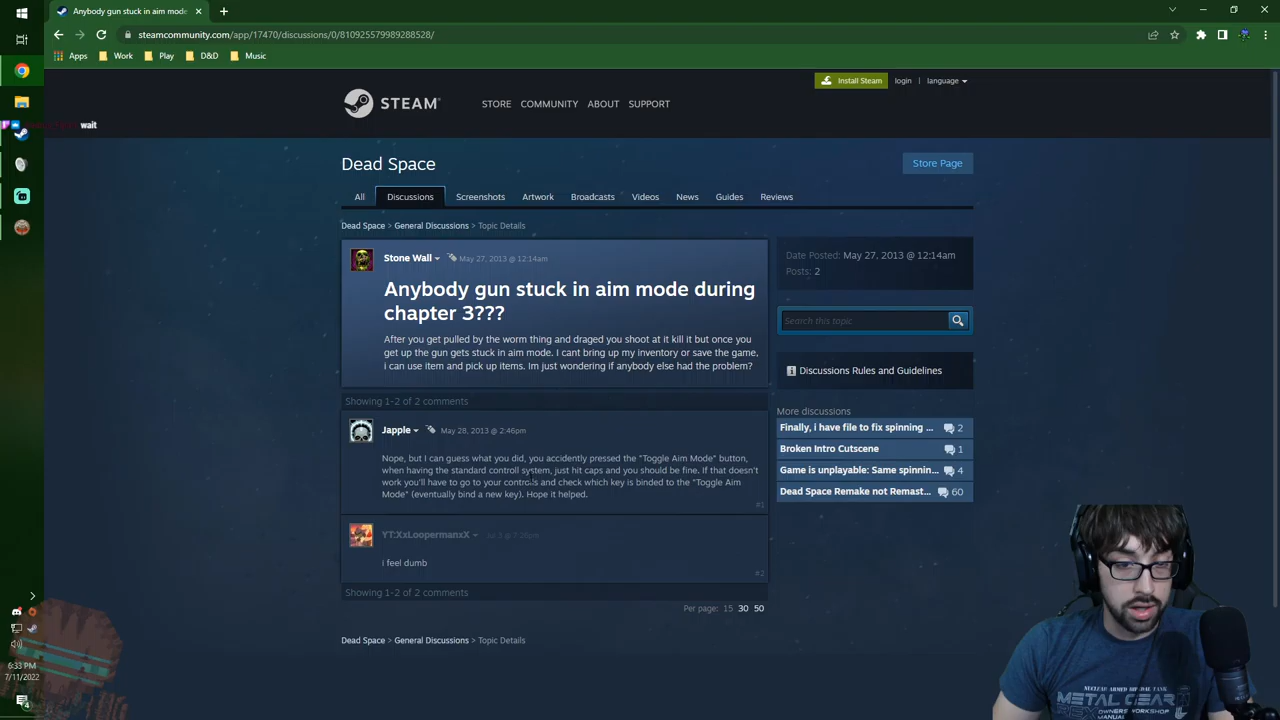 Anybody gun stuck in aim mode
steamcommunity.com/app/17470/discussions/0/810925579989288528/
Apps
Work
Play
D&D
Music
Install Steam
login
|
language
STEAM
STORE
COMMUNITY
ABOUT
SUPPORT
wait
Dead Space
Store Page
All
Discussions
Screenshots
Artwork
Broadcasts
Videos
News
Guides
Reviews
Dead Space > General Discussions > Topic Details
Stone Wall
May 27, 2013 @ 12:14am
Anybody gun stuck in aim mode during
chapter 3???
After you get pulled by the worm thing and draged you shoot at it kill it but once you
get up the gun gets stuck in aim mode. I cant bring up my inventory or save the game,
i can use item and pick up items. Im just wondering if anybody else had the problem?
Date Posted: May 27, 2013 @ 12:14am
Posts: 2
Search this topic
Discussions Rules and Guidelines
Showing 1-2 of 2 comments
Japple
May 28, 2013 @ 2:46pm
Nope, but I can guess what you did, you accidently pressed the "Toggle Aim Mode" button,
when having the standard controll system, just hit caps and you should be fine. If that doesn't
work you'll have to go to your controls and check which key is binded to the "Toggle Aim
Mode" (eventually bind a new key). Hope it helped.
#1
More discussions
Finally, i have file to fix spinning ...
2
Broken Intro Cutscene
1
Game is unplayable: Same spinnin...
4
Dead Space Remake not Remast...
60
YT:XxLoopermanxX
@ 7:28pm
i feel dumb
#2
Showing 1-2 of 2 comments
Per page: 15 30 50
Dead Space > General Discussions > Topic Details
6:33 PM
7/11/2022
4
NUCLEAR ARMED
METAL GEAR
REX
OWNERS WORKSHOP
MANUAL